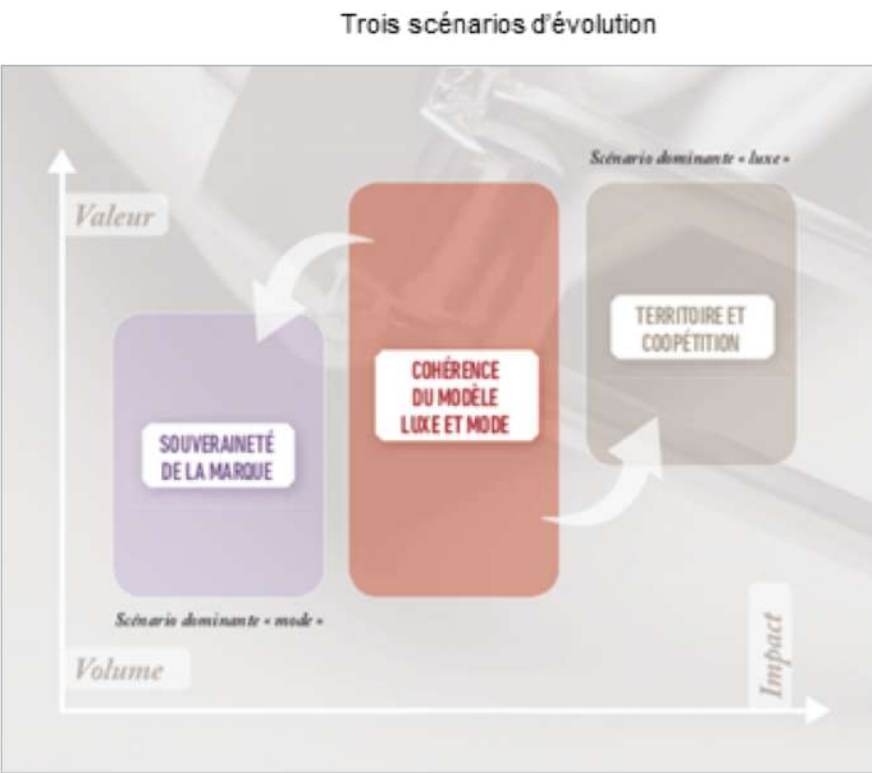 Trois scénarios d'évolution
Scénario dominante « luxe »
Valeur
TERRITOIRE ET
COOPÉTITION
COHÉRENCE
DU MODÈLE
LUXE ET MODE
SOUVERAINETÉ
DE LA MARQUE
Scénario dominante « mode »
Volume
Impact